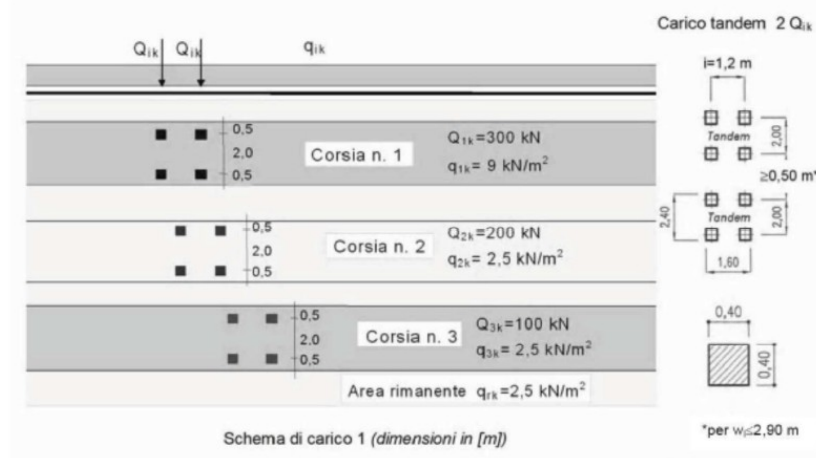 Carico tandem 2 Qik
Qik Qik qik
i=1,2 m
0,5
2,0
0,5
Corsia n. 1
Q1k=300 kN
q1k= 9 kN/m²
Tandem
2,00
≥0,50 m*
0,5
2,0
0,5
Corsia n. 2
Q2k=200 kN
q2k= 2,5 kN/m²
2,40
Tandem
2,00
1,60
0,5
2.0
0,5
Corsia n. 3
Q3k=100 kN
q3k= 2,5 kN/m²
0,40
0,40
Area rimanente qrk=2,5 kN/m²
Schema di carico 1 (dimensioni in [m])
*per wl≤2,90 m